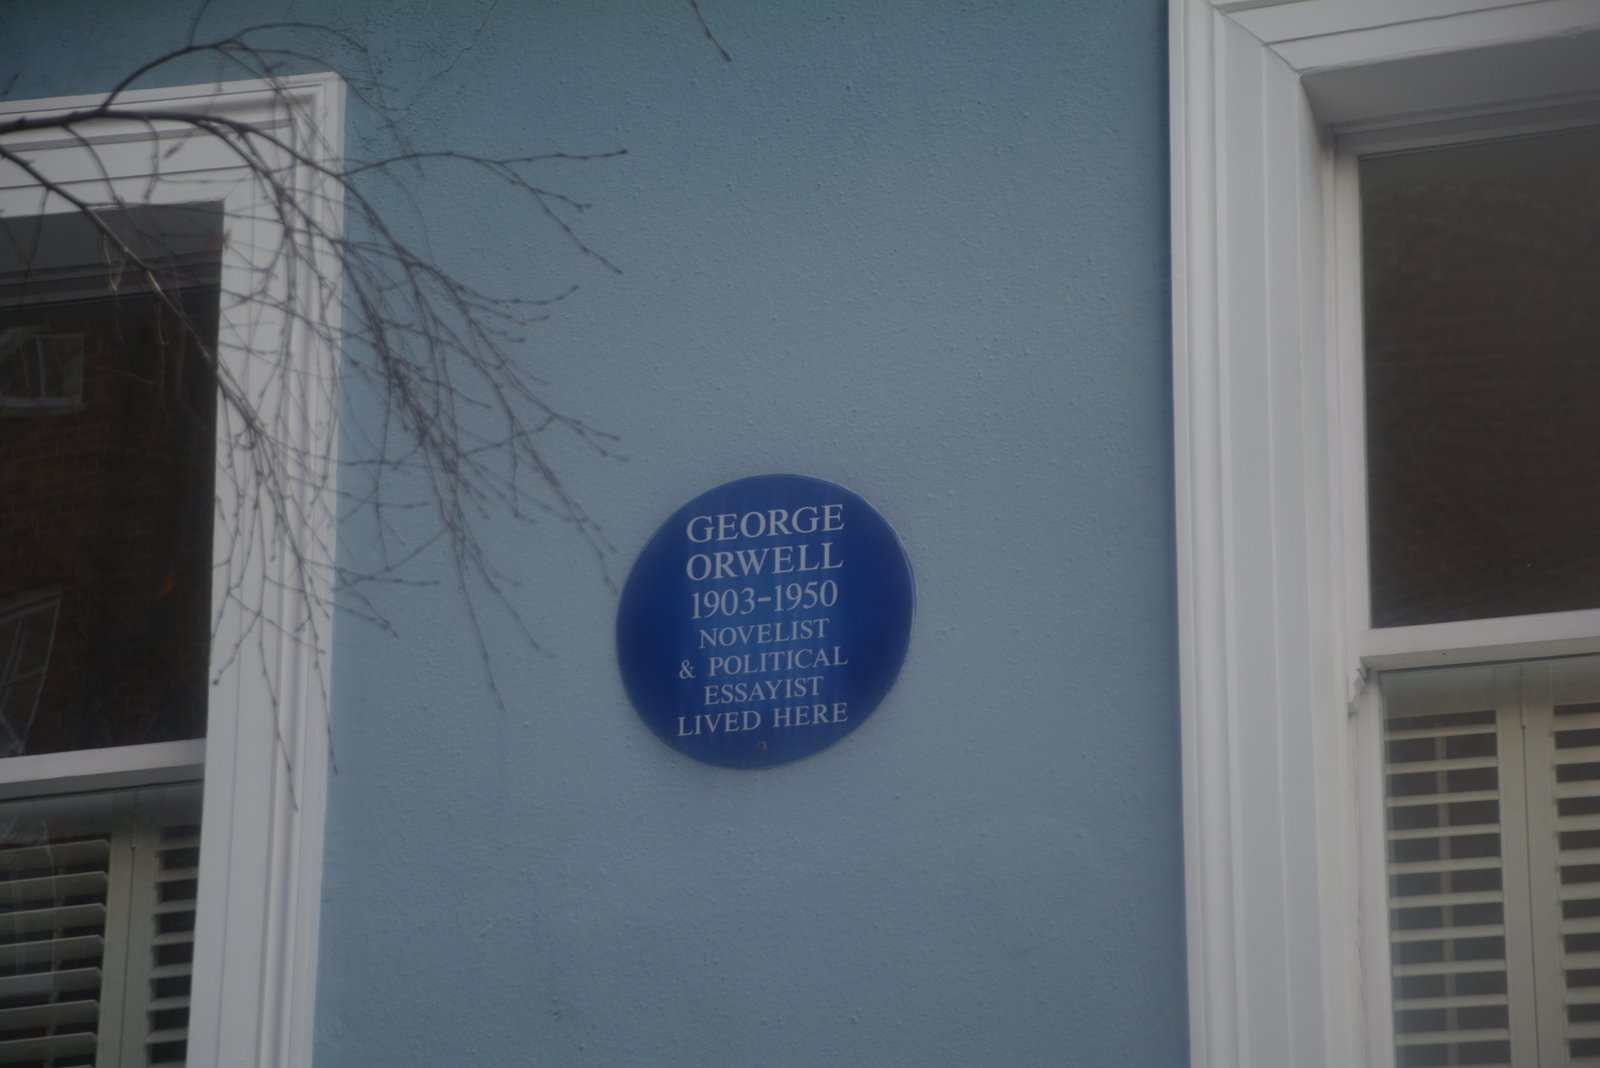 GEORGE
ORWELL
1903-1950
NOVELIST
& POLITICAL
ESSAYIST
LIVED HERE